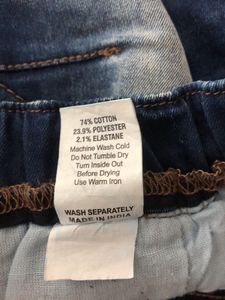 74% COTTON
23.9% POLYESTER
2.1% ELASTANE
Machine Wash Cold
Do Not Tumble Dry
Turn Inside Out
Before Drying
Use Warm Iron
WASH SEPARATELY
MADE IN INDIA